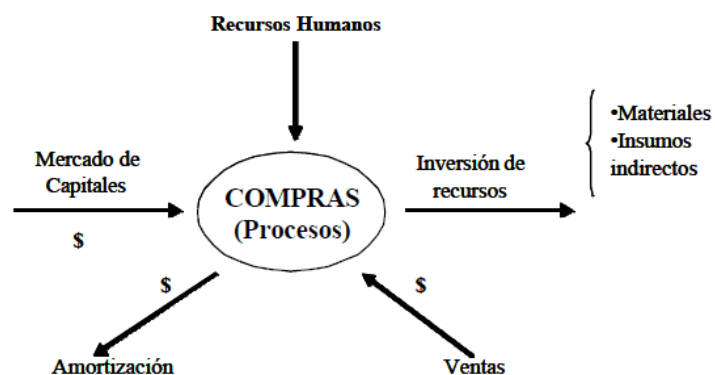 Recursos Humanos
•Materiales
•Insumos
indirectos
Mercado de
Capitales
Inversión de
recursos
COMPRAS
(Procesos)
$
$
$
Amortización
Ventas